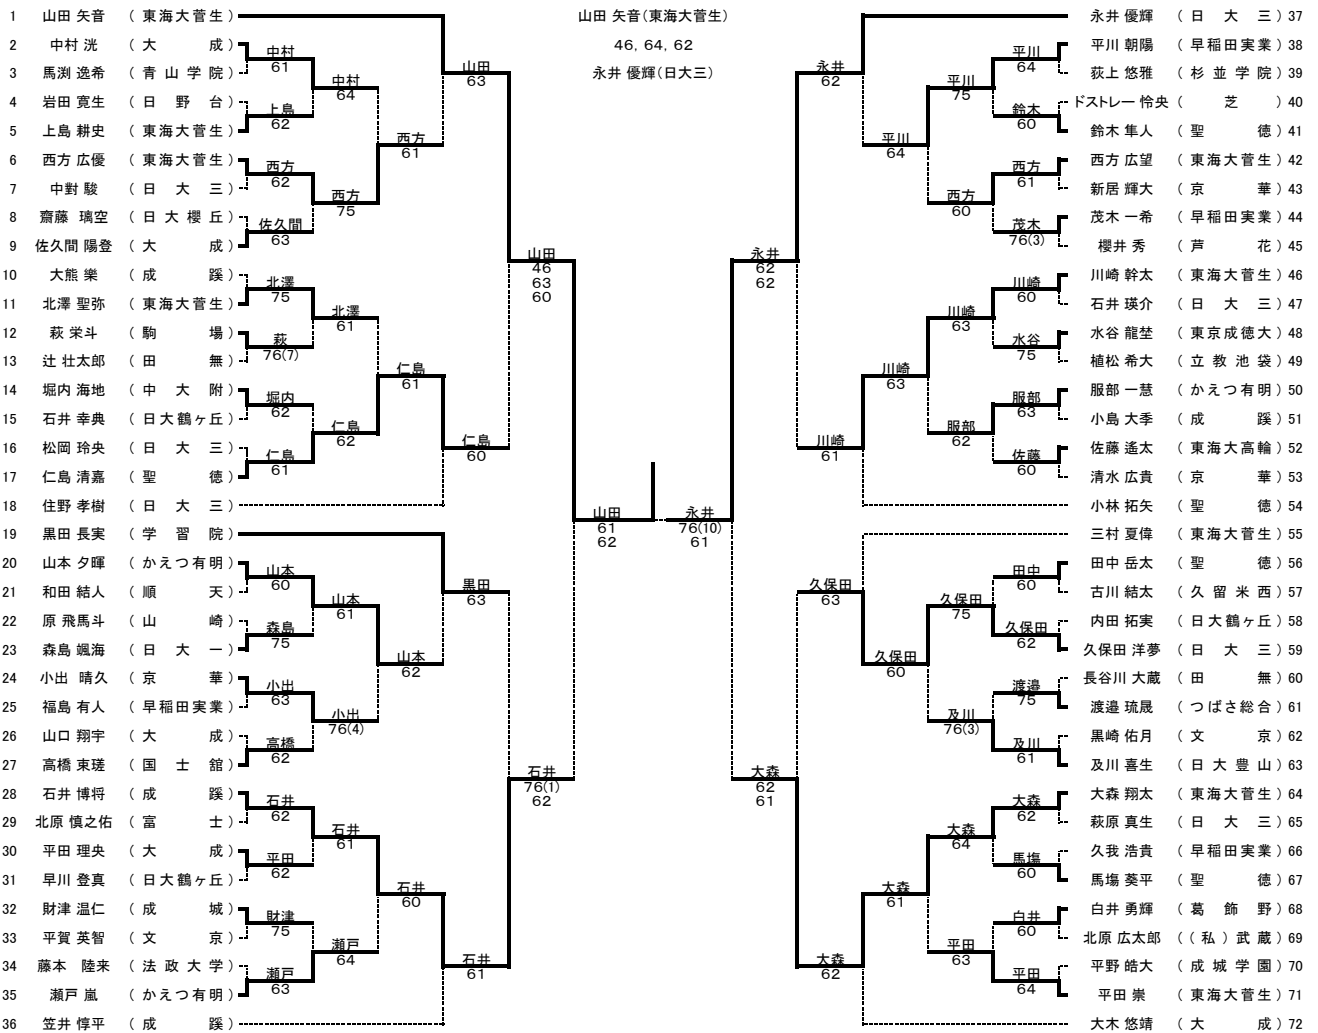 山田 矢音(東海大菅生)
46, 64, 62
永井 優輝(日大三)
1 山田 矢音 (東海大菅生)
2 中村 洸 (大 成)
3 馬渕 逸希 (青山学院)
4 岩田 寛生 (日 野 台)
5 上島 耕史 (東海大菅生)
6 西方 広優 (東海大菅生)
7 中對 駿 (日 大 三)
8 齋藤 璃空 (日大櫻丘)
9 佐久間 陽登 (大 成)
10 大熊 樂 (成 蹊)
11 北澤 聖弥 (東海大菅生)
12 萩 栄斗 (駒 場)
13 辻 壮太郎 (田 無)
14 堀内 海地 (中 大 附)
15 石井 幸典 (日大鶴ヶ丘)
16 松岡 玲央 (日 大 三)
17 仁島 清嘉 (聖 徳)
18 住野 孝樹 (日 大 三)
19 黒田 長実 (学 習 院)
20 山本 夕暉 (かえつ有明)
21 和田 結人 (順 天)
22 原 飛馬斗 (山 崎)
23 森島 颯海 (日 大 一)
24 小出 晴久 (京 華)
25 福島 有人 (早稲田実業)
26 山口 翔宇 (大 成)
27 高橋 東瑳 (国 士 舘)
28 石井 博将 (成 蹊)
29 北原 慎之佑 (富 士)
30 平田 理央 (大 成)
31 早川 登真 (日大鶴ヶ丘)
32 財津 温仁 (成 城)
33 平賀 英智 (文 京)
34 藤本 陸来 (法政大学)
35 瀬戸 嵐 (かえつ有明)
36 笠井 惇平 (成 蹊)
中村
61
上島
62
西方
62
佐久間
63
北澤
75
萩
76(7)
堀内
62
仁島
61
山本
60
森島
75
小出
63
高橋
62
石井
62
平田
62
財津
75
瀬戸
63
中村
64
西方
75
北澤
61
仁島
62
山本
61
小出
76(4)
石井
61
瀬戸
64
西方
61
仁島
61
山本
62
石井
60
山田
63
仁島
60
黒田
63
石井
61
山田
46
63
60
石井
76(1)
62
山田
61
62
永井
76(10)
61
永井
62
62
大森
62
61
永井
62
川崎
61
久保田
63
大森
62
平川
64
川崎
63
久保田
60
大森
61
平川
75
西方
60
川崎
63
服部
62
久保田
75
及川
76(3)
大森
64
平田
63
平川
64
鈴木
60
西方
61
茂木
76(3)
川崎
60
水谷
75
服部
63
佐藤
60
田中
60
久保田
62
渡邉
75
及川
61
大森
62
馬塲
60
白井
60
平田
64
永井 優輝 (日 大 三) 37
平川 朝陽 (早稲田実業) 38
荻上 悠雅 (杉並学院) 39
ドストレー 怜央 (芝) 40
鈴木 隼人 (聖 徳) 41
西方 広望 (東海大菅生) 42
新居 輝大 (京 華) 43
茂木 一希 (早稲田実業) 44
櫻井 秀 (芦 花) 45
川崎 幹太 (東海大菅生) 46
石井 瑛介 (日 大 三) 47
水谷 龍埜 (東京成徳大) 48
植松 希大 (立教池袋) 49
服部 一慧 (かえつ有明) 50
小島 大季 (成 蹊) 51
佐藤 遙太 (東海大高輪) 52
清水 広貴 (京 華) 53
小林 拓矢 (聖 徳) 54
三村 夏偉 (東海大菅生) 55
田中 岳太 (聖 徳) 56
古川 結太 (久留米西) 57
内田 拓実 (日大鶴ヶ丘) 58
久保田 洋夢 (日 大 三) 59
長谷川 大蔵 (田 無) 60
渡邉 琉晟 (つばさ総合) 61
黒崎 佑月 (文 京) 62
及川 喜生 (日大豊山) 63
大森 翔太 (東海大菅生) 64
萩原 真生 (日 大 三) 65
久我 浩貴 (早稲田実業) 66
馬塲 葵平 (聖 徳) 67
白井 勇輝 (葛 飾 野) 68
北原 広太郎 ((私)武蔵) 69
平野 皓大 (成城学園) 70
平田 崇 (東海大菅生) 71
大木 悠靖 (大 成) 72